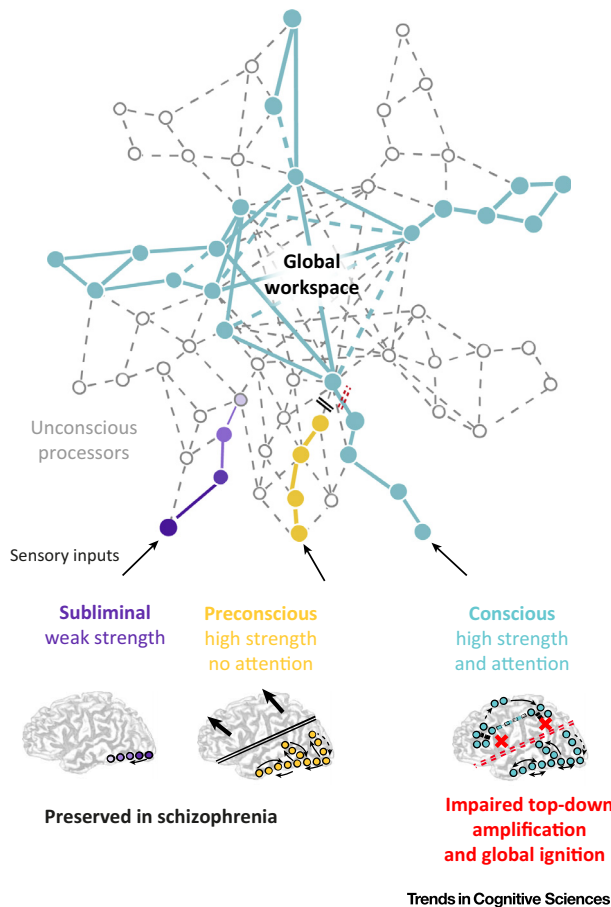 Global
workspace
Unconscious
processors
Sensory inputs
Subliminal
weak strength
Preconscious
high strength
no attention
Conscious
high strength
and attention
Preserved in schizophrenia
Impaired top-down
amplification
and global ignition
Trends in Cognitive Sciences